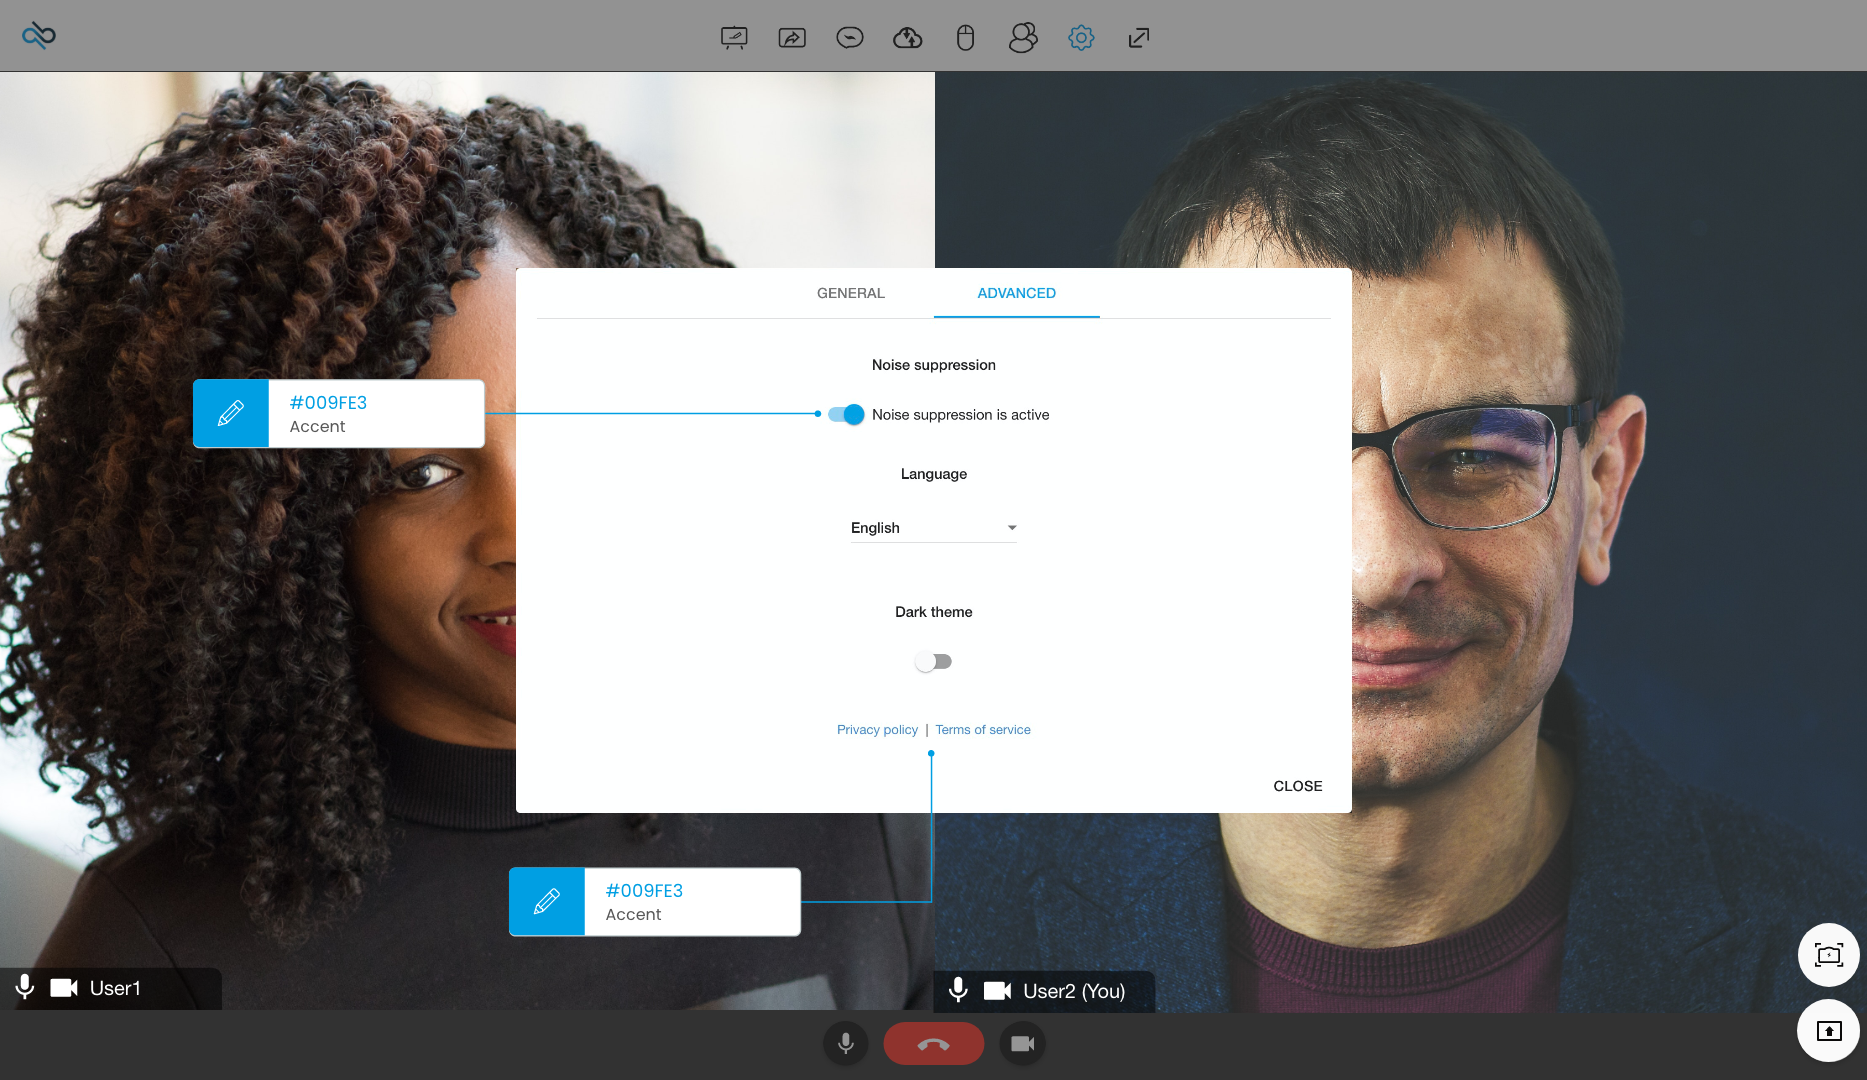 GENERAL
ADVANCED
Noise suppression
#009FE3
Accent
Noise suppression is active
Language
English
Dark theme
Privacy policy | Terms of service
CLOSE
#009FE3
Accent
User1
User2 (You)